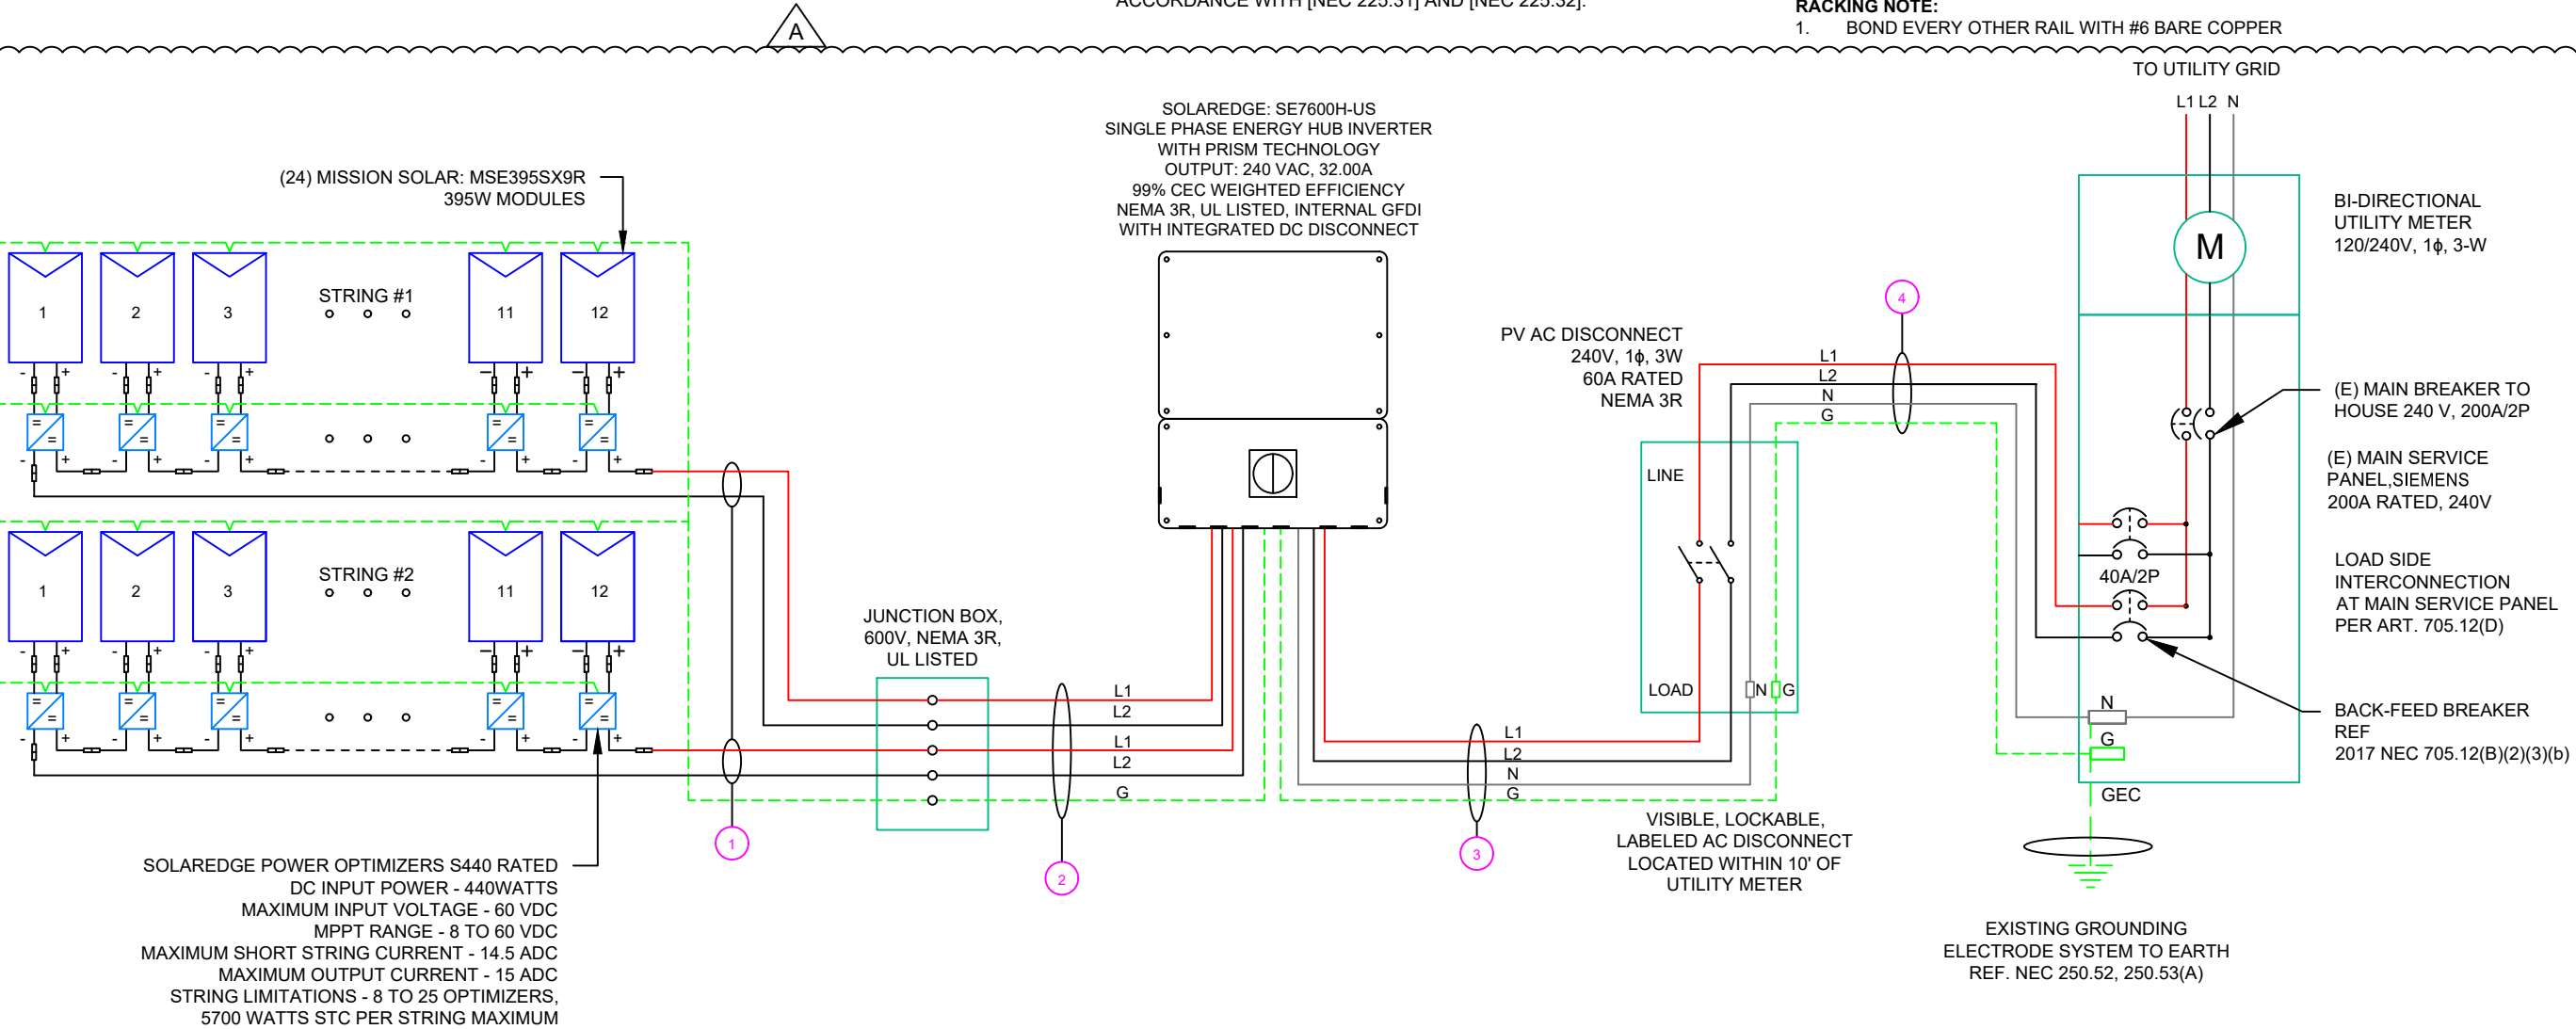 ACCORDANCE WITH [NEC 225.31] AND [NEC 225.32].
RACKING NOTE:
1. BOND EVERY OTHER RAIL WITH #6 BARE COPPER
A
TO UTILITY GRID
L1 L2 N
SOLAREDGE: SE7600H-US
SINGLE PHASE ENERGY HUB INVERTER
WITH PRISM TECHNOLOGY
OUTPUT: 240 VAC, 32.00A
99% CEC WEIGHTED EFFICIENCY
NEMA 3R, UL LISTED, INTERNAL GFDI
WITH INTEGRATED DC DISCONNECT
(24) MISSION SOLAR: MSE395SX9R
395W MODULES
BI-DIRECTIONAL
UTILITY METER
120/240V, 1ϕ, 3-W
M
STRING #1
1 2 3 11 12
- + - + - + - + - +
- + - + - + - + - +
STRING #2
1 2 3 11 12
- + - + - + - + - +
- + - + - + - + - +
SOLAREDGE POWER OPTIMIZERS S440 RATED
DC INPUT POWER - 440WATTS
MAXIMUM INPUT VOLTAGE - 60 VDC
MPPT RANGE - 8 TO 60 VDC
MAXIMUM SHORT STRING CURRENT - 14.5 ADC
MAXIMUM OUTPUT CURRENT - 15 ADC
STRING LIMITATIONS - 8 TO 25 OPTIMIZERS,
5700 WATTS STC PER STRING MAXIMUM
1
JUNCTION BOX,
600V, NEMA 3R,
UL LISTED
L1
L2
L1
L2
G
2
L1
L2
N
G
3
PV AC DISCONNECT
240V, 1ϕ, 3W
60A RATED
NEMA 3R
LINE
LOAD
N G
VISIBLE, LOCKABLE,
LABELED AC DISCONNECT
LOCATED WITHIN 10' OF
UTILITY METER
4
L1
L2
N
G
(E) MAIN BREAKER TO
HOUSE 240 V, 200A/2P
(E) MAIN SERVICE
PANEL,SIEMENS
200A RATED, 240V
40A/2P
LOAD SIDE
INTERCONNECTION
AT MAIN SERVICE PANEL
PER ART. 705.12(D)
BACK-FEED BREAKER
REF
2017 NEC 705.12(B)(2)(3)(b)
N
G
GEC
EXISTING GROUNDING
ELECTRODE SYSTEM TO EARTH
REF. NEC 250.52, 250.53(A)